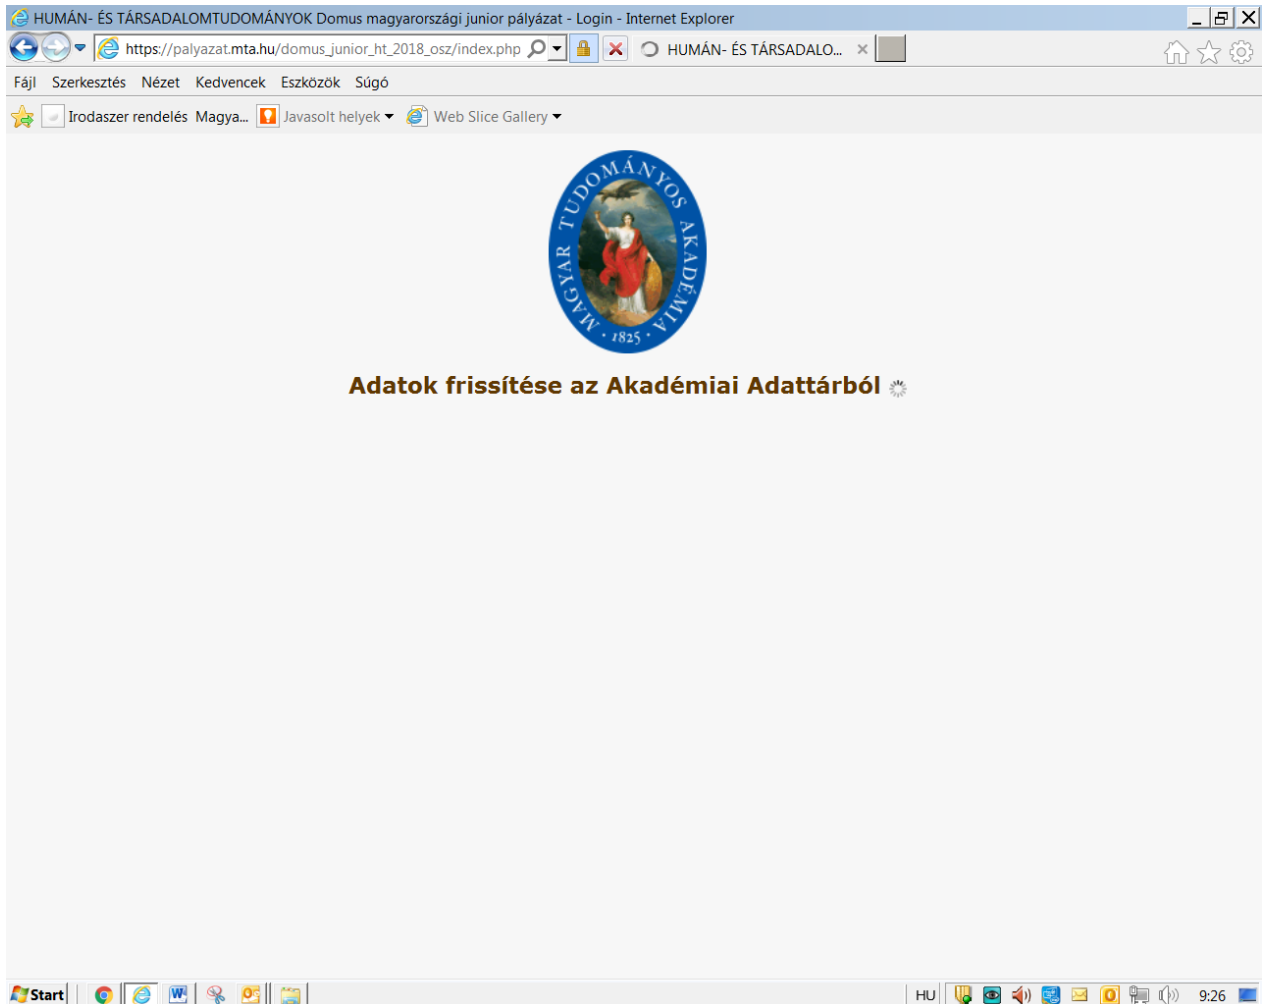 HUMÁN- ÉS TÁRSADALOMTUDOMÁNYOK Domus magyarországi junior pályázat - Login - Internet Explorer
https://palyazat.mta.hu/domus_junior_ht_2018_osz/index.php
HUMÁN- ÉS TÁRSADALO...
Fájl Szerkesztés Nézet Kedvencek Eszközök Súgó
Irodaszer rendelés Magya... Javasolt helyek Web Slice Gallery
MAGYAR TUDOMÁNYOS AKADÉMIA · 1825 ·
Adatok frissítése az Akadémiai Adattárból
Start HU 9:26